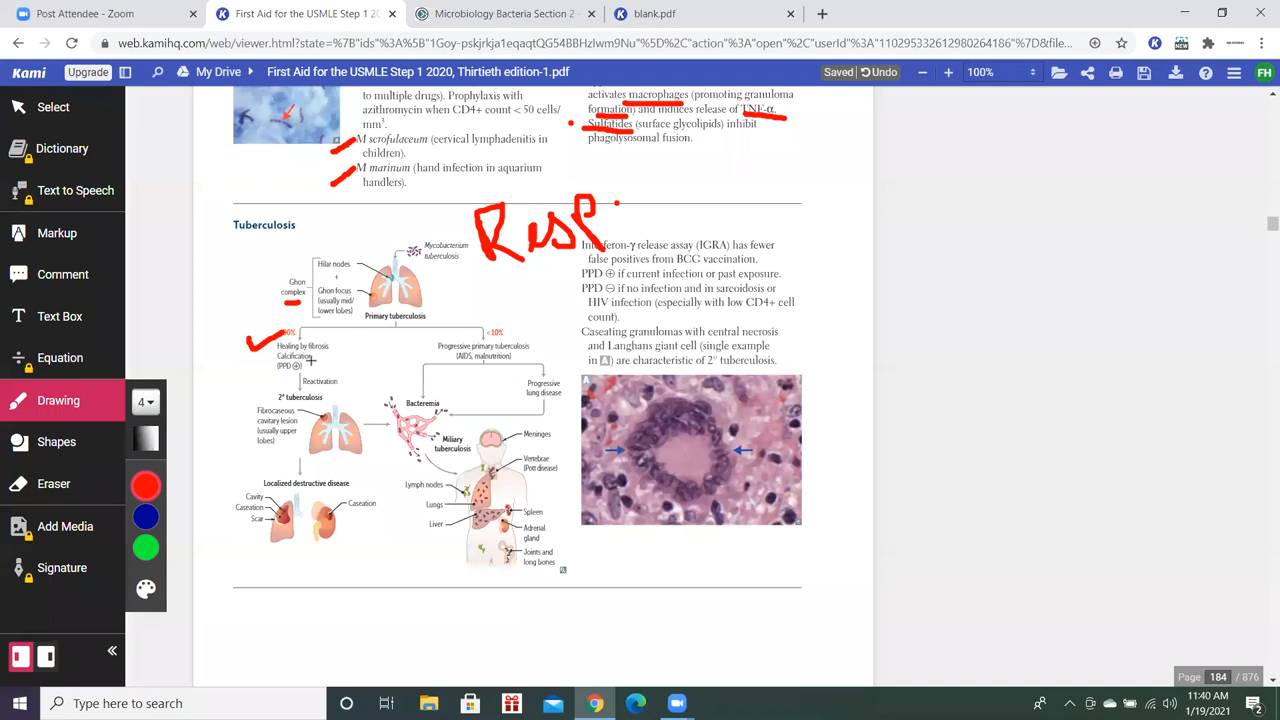 Post Attendee - Zoom
First Aid for the USMLE Step 1 2
Microbiology Bacteria Section 2 -
blank.pdf
web.kamihq.com/web/viewer.html?state=%7B"ids"%3A%5B"1Goy-pskjrkja1eqaqtQG54BBHzlwm9Nu"%5D%2C"action"%3A"open"%2C"userId"%3A"110295332612980264186"%7D&file...
Kami
Upgrade
First Aid for the USMLE Step 1 2020, Thirtieth edition-1.pdf
Saved
Undo
100%
FH
Select
Dictionary
Text to Speech
Markup
Comment
Text Box
Equation
Drawing
Shapes
Eraser
Add Media
Signature
4
to multiple drugs). Prophylaxis with
azithromycin when CD4+ count < 50 cells/
mm³.
M scrofulaceum (cervical lymphadenitis in
children).
M marinum (hand infection in aquarium
handlers).
activates macrophages (promoting granuloma
formation) and induces release of TNF-α.
Sulfatides (surface glycolipids) inhibit
phagolysosomal fusion.
Resp
Tuberculosis
Mycobacterium
tuberculosis
Hilar nodes
+
Ghon
complex
Ghon focus
(usually mid/
lower lobes)
Primary tuberculosis
<10%
Healing by fibrosis
Calcification
(PPD ⊕)
Progressive primary tuberculosis
(AIDS, malnutrition)
Reactivation
Progressive
lung disease
2° tuberculosis
Bacteremia
Fibrocaseous
cavitary lesion
(usually upper
lobes)
Miliary
tuberculosis
Meninges
Vertebrae
(Pott disease)
Localized destructive disease
Lymph nodes
Cavity
Caseation
Scar
Caseation
Lungs
Liver
Spleen
Adrenal
gland
Joints and
long bones
Interferon-γ release assay (IGRA) has fewer
false positives from BCG vaccination.
PPD ⊕ if current infection or past exposure.
PPD ⊖ if no infection and in sarcoidosis or
HIV infection (especially with low CD4+ cell
count).
Caseating granulomas with central necrosis
and Langhans giant cell (single example
in A) are characteristic of 2° tuberculosis.
A
Page 184 / 876
Type here to search
11:40 AM
1/19/2021